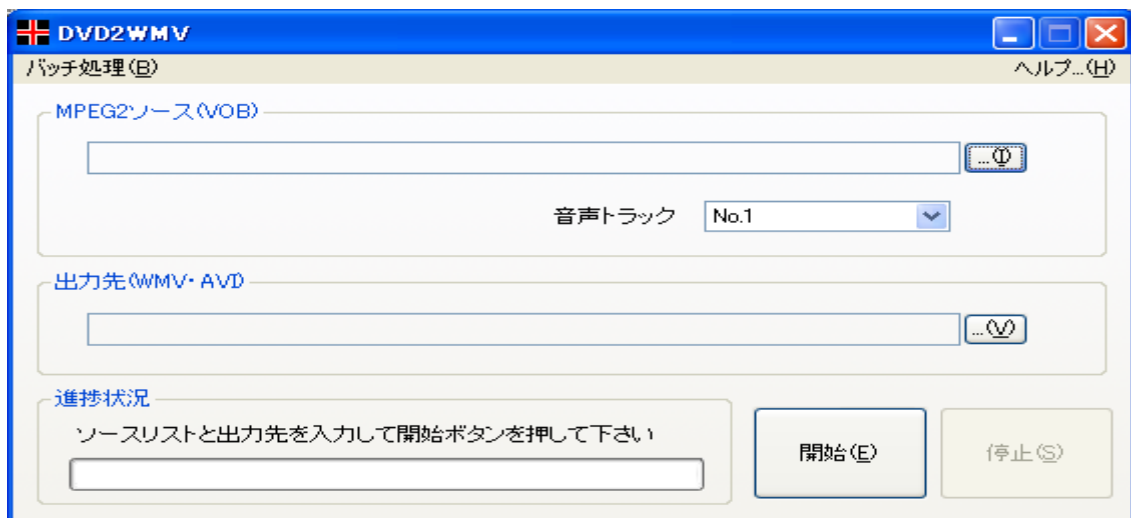 DVD2WMV
バッチ処理(B) ヘルプ...(H)
MPEG2ソース(VOB)
...(I)
音声トラック No.1
出力先(WMV・AVI)
...(V)
進捗状況
ソースリストと出力先を入力して開始ボタンを押して下さい
開始(E) 停止(S)